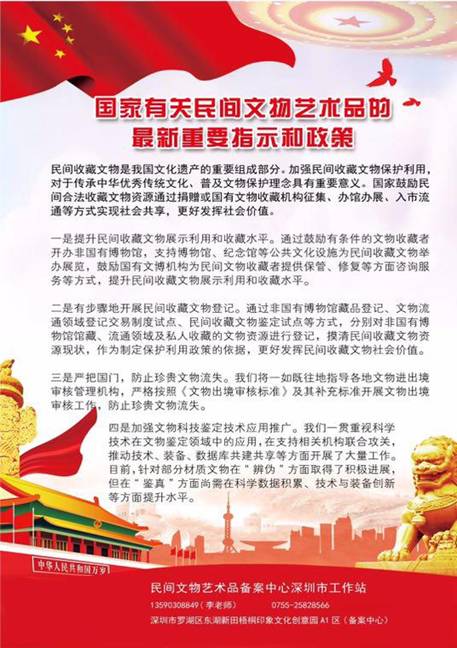 国家有关民间文物艺术品的
最新重要指示和政策
民间收藏文物是我国文化遗产的重要组成部分。加强民间收藏文物保护利用，
对于传承中华优秀传统文化、普及文物保护理念具有重要意义。国家鼓励民
间合法收藏文物资源通过捐赠或国有文物收藏机构征集、办馆办展、入市流
通等方式实现社会共享，更好发挥社会价值。
一是提升民间收藏文物展示利用和收藏水平。通过鼓励有条件的文物收藏者
开办非国有博物馆，支持博物馆、纪念馆等公共文化设施为民间收藏文物举
办展览，鼓励国有文博机构为民间文物收藏者提供保管、修复等方面咨询服
务等方式，提升民间收藏文物展示利用和收藏水平。
二是有步骤地开展民间收藏文物登记。通过非国有博物馆藏品登记、文物流
通领域登记交易制度试点、民间收藏文物鉴定试点等方式，分别对非国有博
物馆馆藏、流通领域及私人收藏的文物资源进行登记，摸清民间收藏文物资
源现状，作为制定保护利用政策的依据，更好发挥民间收藏文物社会价值。
三是严把国门，防止珍贵文物流失。我们将一如既往地指导各地文物进出境
审核管理机构，严格按照《文物出境审核标准》及其补充标准开展文物出境
审核工作，防止珍贵文物流失。
四是加强文物科技鉴定技术应用推广。我们一贯重视科学
技术在文物鉴定领域中的应用，在支持相关机构联合攻关，
推动技术、装备、数据库共建共享等方面开展了大量工作。
目前，针对部分材质文物在“辨伪”方面取得了积极进展，
但在“鉴真”方面尚需在科学数据积累、技术与装备创新
等方面提升水平。
中华人民共和国万岁
民间文物艺术品备案中心深圳市工作站
13590308849（李老师） 0755-25828566
深圳市罗湖区东湖新田梧桐印象文化创意园 A1 区（备案中心）